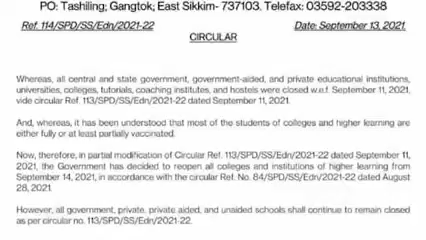 PO: Tashiling; Gangtok; East Sikkim- 737103. Telefax: 03592-203338
Ref. 114/SPD/SS/Edn/2021-22 Date: September 13, 2021.
CIRCULAR
Whereas, all central and state government, government-aided, and private educational institutions,
universities, colleges, tutorials, coaching institutes, and hostels were closed w.e.f. September 11, 2021,
vide circular Ref. 113/SPD/SS/Edn/2021-22 dated September 11, 2021.
And, whereas, it has been understood that most of the students of colleges and higher learning are
either fully or at least partially vaccinated.
Now, therefore, in partial modification of Circular Ref. 113/SPD/SS/Edn/2021-22 dated September 11,
2021, the Government has decided to reopen all colleges and institutions of higher learning from
September 14, 2021, in accordance with the circular Ref. No. 84/SPD/SS/Edn/2021-22 dated August
28, 2021.
However, all government, private, private aided, and unaided schools shall continue to remain closed
as per circular no. 113/SPD/SS/Edn/2021-22.